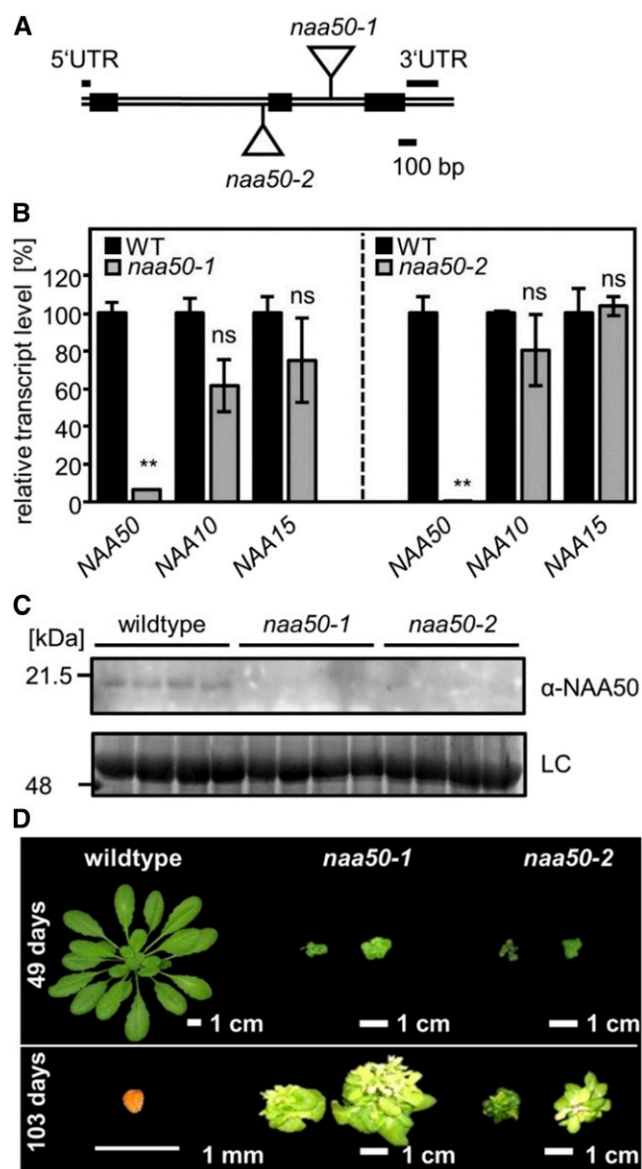 A
naa50-1
5‘UTR
3‘UTR
naa50-2
100 bp
B
relative transcript level [%]
120
100
80
60
40
20
0
WT
naa50-1
ns
ns
**
NAA50
NAA10
NAA15
WT
naa50-2
ns
ns
**
NAA50
NAA10
NAA15
C
[kDa]
wildtype
naa50-1
naa50-2
21.5
α-NAA50
48
LC
D
wildtype
naa50-1
naa50-2
49 days
1 cm
1 cm
1 cm
103 days
1 mm
1 cm
1 cm